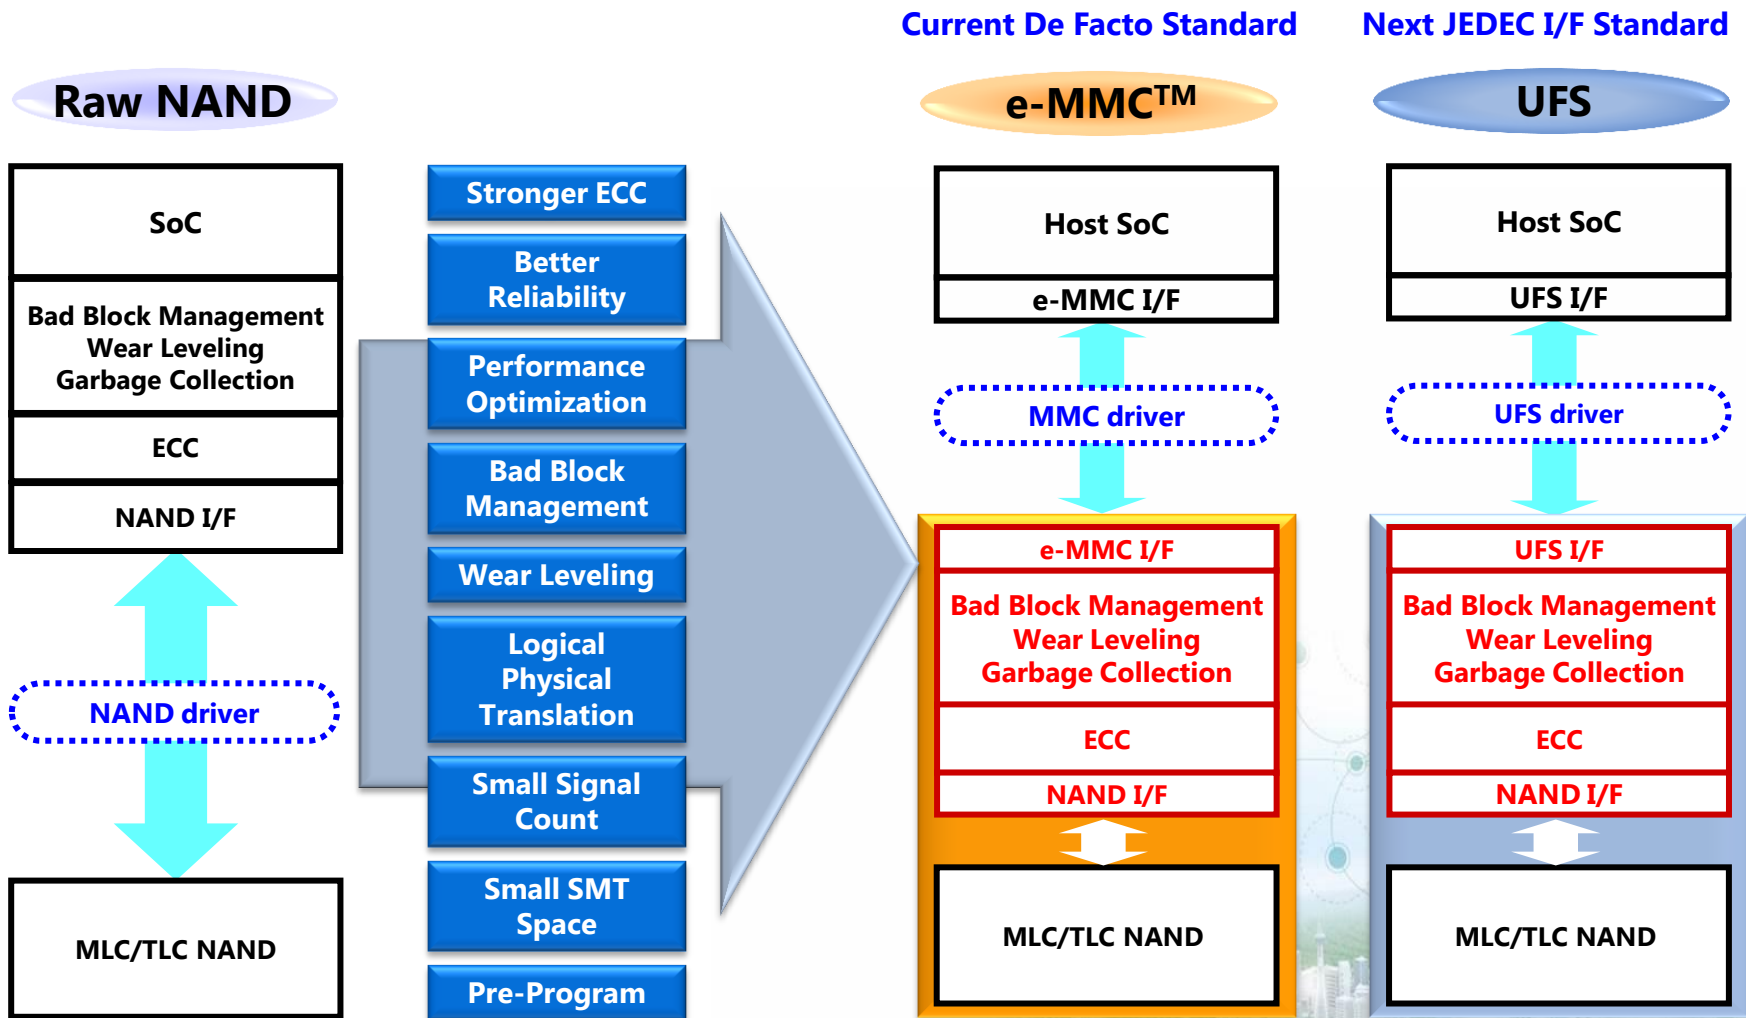 Current De Facto Standard
Next JEDEC I/F Standard
Raw NAND
e-MMC™
UFS
SoC
Bad Block Management
Wear Leveling
Garbage Collection
ECC
NAND I/F
NAND driver
MLC/TLC NAND
Stronger ECC
Better
Reliability
Performance
Optimization
Bad Block
Management
Wear Leveling
Logical
Physical
Translation
Small Signal
Count
Small SMT
Space
Pre-Program
Host SoC
e-MMC I/F
MMC driver
e-MMC I/F
Bad Block Management
Wear Leveling
Garbage Collection
ECC
NAND I/F
MLC/TLC NAND
Host SoC
UFS I/F
UFS driver
UFS I/F
Bad Block Management
Wear Leveling
Garbage Collection
ECC
NAND I/F
MLC/TLC NAND